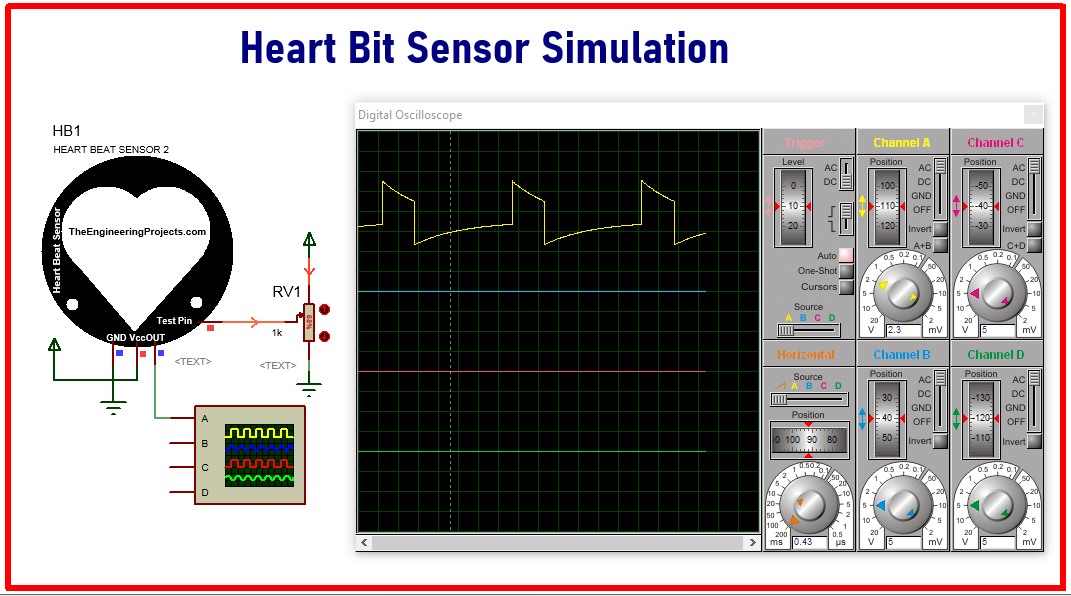 Heart Bit Sensor Simulation
HB1
HEART BEAT SENSOR 2
TheEngineeringProjects.com
Heart Beat Sensor
Test Pin
GND VccOUT
<TEXT>
RV1
1k
<TEXT>
A
B
C
D
Digital Oscilloscope
Trigger
Level
AC
DC
0
10
20
Auto
One-Shot
Cursors
Source
A B C D
Channel A
Position
AC
DC
GND
OFF
Invert
A+B
100
110
120
V 2.3 mV
Channel C
Position
AC
DC
GND
OFF
Invert
C+D
-50
-40
-30
V 5 mV
Horizontal
Source
A B C D
Position
100 90 80
ms 0.43 µs
Channel B
Position
AC
DC
GND
OFF
Invert
30
40
50
V 5 mV
Channel D
Position
AC
DC
GND
OFF
Invert
-130
-120
-110
V 5 mV